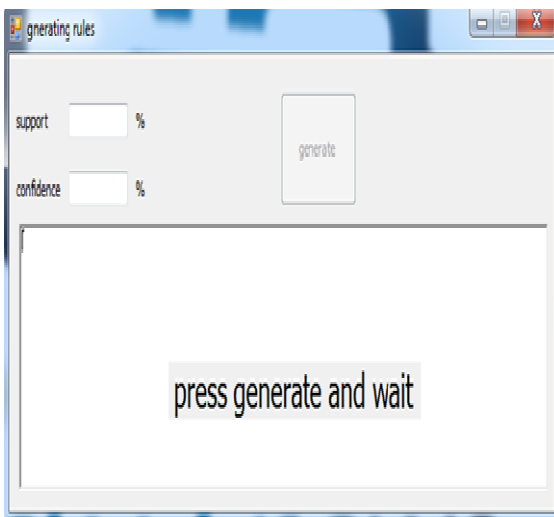 gnerating rules
support % generate
confidence %
press generate and wait